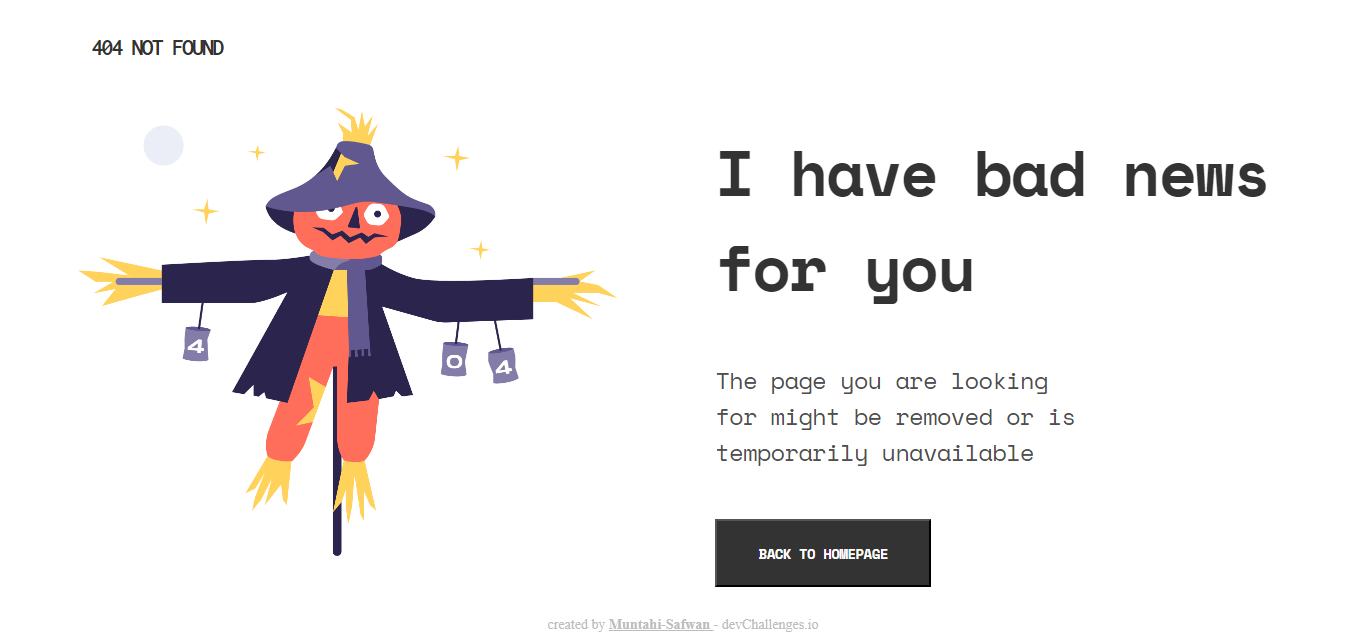 404 NOT FOUND
I have bad news
for you
4
0
4
The page you are looking
for might be removed or is
temporarily unavailable
BACK TO HOMEPAGE
created by Muntahi-Safwan - devChallenges.io